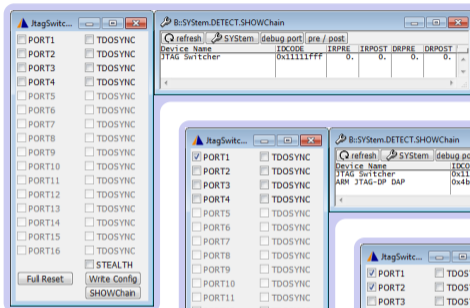 JtagSwitc...
PORT1 TDOSYNC
PORT2 TDOSYNC
PORT3 TDOSYNC
PORT4 TDOSYNC
PORT5 TDOSYNC
PORT6 TDOSYNC
PORT7 TDOSYNC
PORT8 TDOSYNC
PORT9 TDOSYNC
PORT10 TDOSYNC
PORT11 TDOSYNC
PORT12 TDOSYNC
PORT13 TDOSYNC
PORT14 TDOSYNC
PORT15 TDOSYNC
PORT16 TDOSYNC
STEALTH
Full Reset Write Config
SHOWChain
B::SYStem.DETECT.SHOWChain
refresh SYStem debug port pre / post
Device Name IDCODE IRPRE IRPOST DRPRE DRPOST
JTAG Switcher 0x11111fff 0. 0. 0. 0.
JtagSwitc...
PORT1 TDOSYNC
PORT2 TDOSYNC
PORT3 TDOSYNC
PORT4 TDOSYNC
PORT5 TDOSYNC
PORT6 TDOSYNC
PORT7 TDOSYNC
PORT8 TDOSYNC
PORT9 TDOSYNC
PORT10 TDOSYNC
PORT11 TDOSYNC
B::SYStem.DETECT.SHOWChain
refresh SYStem debug po
Device Name IDCO
JTAG Switcher 0x11
ARM JTAG-DP DAP 0x4b
JtagSwitc...
PORT1 TDOS
PORT2 TDOS
PORT3 TDOS